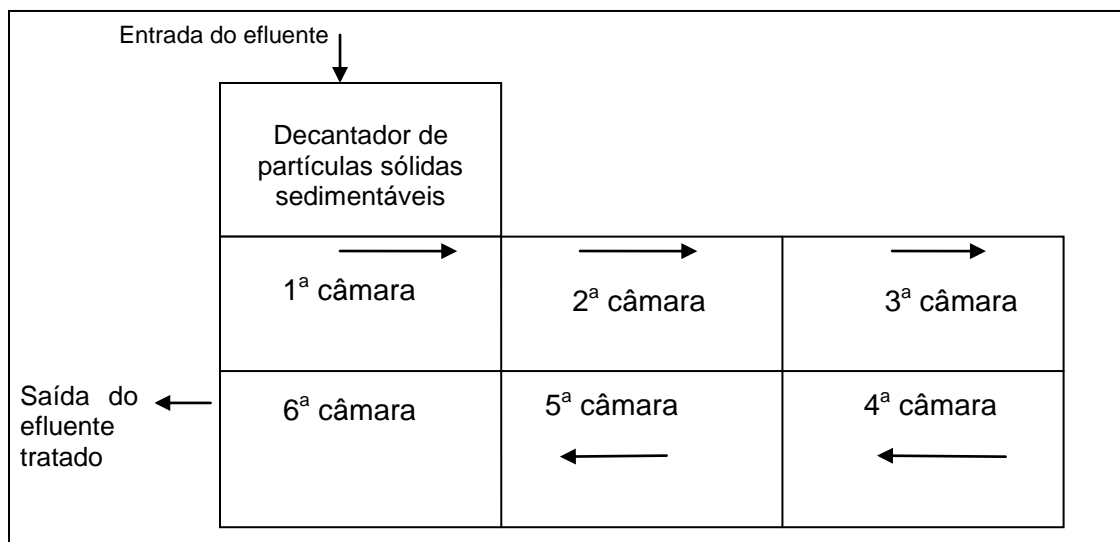 Entrada do efluente
Decantador de
partículas sólidas
sedimentáveis
1ª câmara
2ª câmara
3ª câmara
Saída do
efluente
tratado
6ª câmara
5ª câmara
4ª câmara